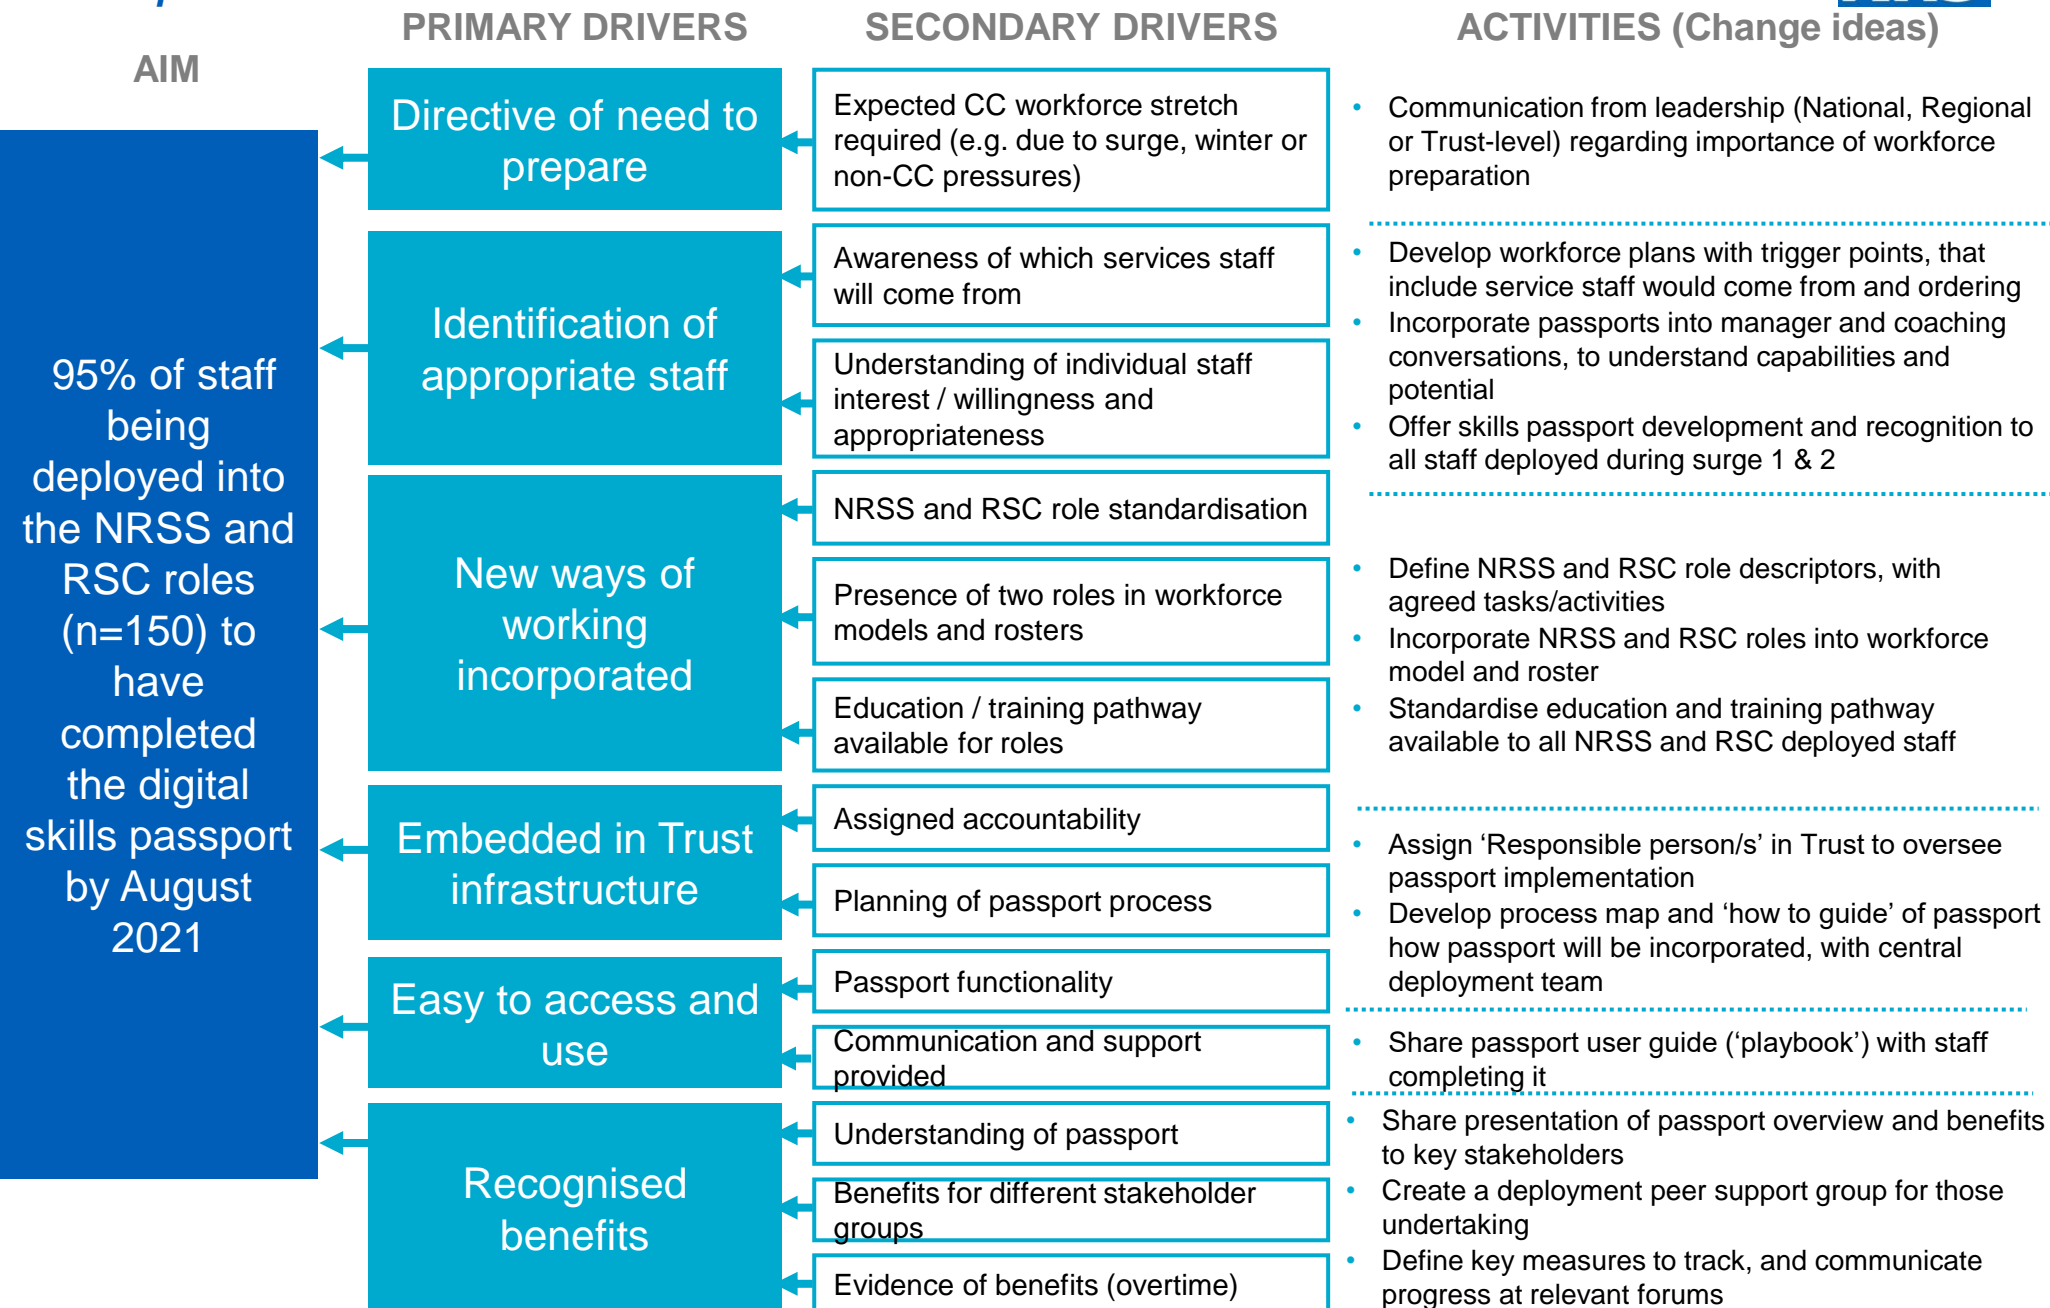 PRIMARY DRIVERS
SECONDARY DRIVERS
ACTIVITIES (Change ideas)
AIM
95% of staff
being
deployed into
the NRSS and
RSC roles
(n=150) to
have
completed
the digital
skills passport
by August
2021
Directive of need to
prepare
Expected CC workforce stretch
required (e.g. due to surge, winter or
non-CC pressures)
• Communication from leadership (National, Regional
or Trust-level) regarding importance of workforce
preparation
Identification of
appropriate staff
Awareness of which services staff
will come from
Understanding of individual staff
interest / willingness and
appropriateness
• Develop workforce plans with trigger points, that
include service staff would come from and ordering
• Incorporate passports into manager and coaching
conversations, to understand capabilities and
potential
• Offer skills passport development and recognition to
all staff deployed during surge 1 & 2
New ways of
working
incorporated
NRSS and RSC role standardisation
Presence of two roles in workforce
models and rosters
Education / training pathway
available for roles
• Define NRSS and RSC role descriptors, with
agreed tasks/activities
• Incorporate NRSS and RSC roles into workforce
model and roster
• Standardise education and training pathway
available to all NRSS and RSC deployed staff
Embedded in Trust
infrastructure
Assigned accountability
Planning of passport process
• Assign ‘Responsible person/s’ in Trust to oversee
passport implementation
• Develop process map and ‘how to guide’ of passport
how passport will be incorporated, with central
deployment team
Easy to access and
use
Passport functionality
Communication and support
provided
• Share passport user guide (‘playbook’) with staff
completing it
Recognised
benefits
Understanding of passport
Benefits for different stakeholder
groups
Evidence of benefits (overtime)
• Share presentation of passport overview and benefits
to key stakeholders
• Create a deployment peer support group for those
undertaking
• Define key measures to track, and communicate
progress at relevant forums